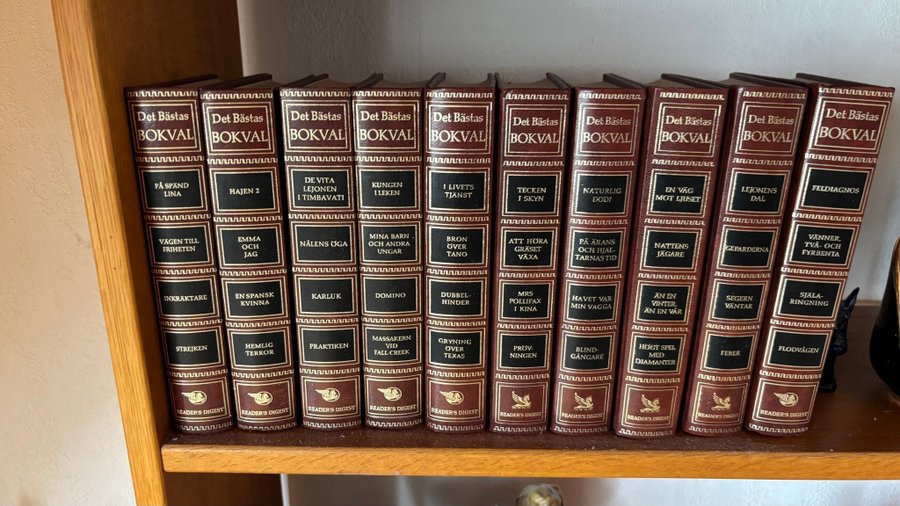 Det Bästas
BOKVAL
PÅ SPÄND
LINA
VÄGEN TILL
FRIHETEN
INKRÄKTARE
STREJKEN
READER'S DIGEST
Det Bästas
BOKVAL
HAJEN 2
EMMA
OCH
JAG
EN SPANSK
KVINNA
HEMLIG
TERROR
READER'S DIGEST
Det Bästas
BOKVAL
DE VITA
LEJONEN
I TIMBAVATI
NÅLENS ÖGA
KARLUK
PRAKTIKEN
READER'S DIGEST
Det Bästas
BOKVAL
KUNGEN
I LEKEN
MINA BARN
OCH ANDRA
UNGAR
DOMINO
MASSAKERN
VID
FALL CREEK
READER'S DIGEST
Det Bästas
BOKVAL
I LIVETS
TJÄNST
BRON
ÖVER
TANO
DUBBEL-
HINDER
GRYNING
ÖVER
TEXAS
READER'S DIGEST
Det Bästas
BOKVAL
TECKEN
I SKYN
ATT HÖRA
GRÄSET
VÄXA
MRS
POLLIFAX
I KINA
PRÖV-
NINGEN
READER'S DIGEST
Det Bästas
BOKVAL
NATURLIG
DÖD?
PÅ ÄRANS
OCH HJÄL-
TARNAS TID
HAVET VAR
MIN VAGGA
BLIND-
GÅNGARE
READER'S DIGEST
Det Bästas
BOKVAL
EN VÄG
MOT LJUSET
NATTENS
JÄGARE
ÄN EN
VINTER,
ÄN EN VÅR
HÖGT SPEL
MED
DIAMANTER
READER'S DIGEST
Det Bästas
BOKVAL
LEJONENS
DAL
GEPARDERNA
SEGERN
VÄNTAR
FEBER
READER'S DIGEST
Det Bästas
BOKVAL
FELDIAGNOS
VÄNNER,
TVÅ- OCH
FYRBENTA
SJÄLA-
RINGNING
FLODVÅGEN
READER'S DIGEST